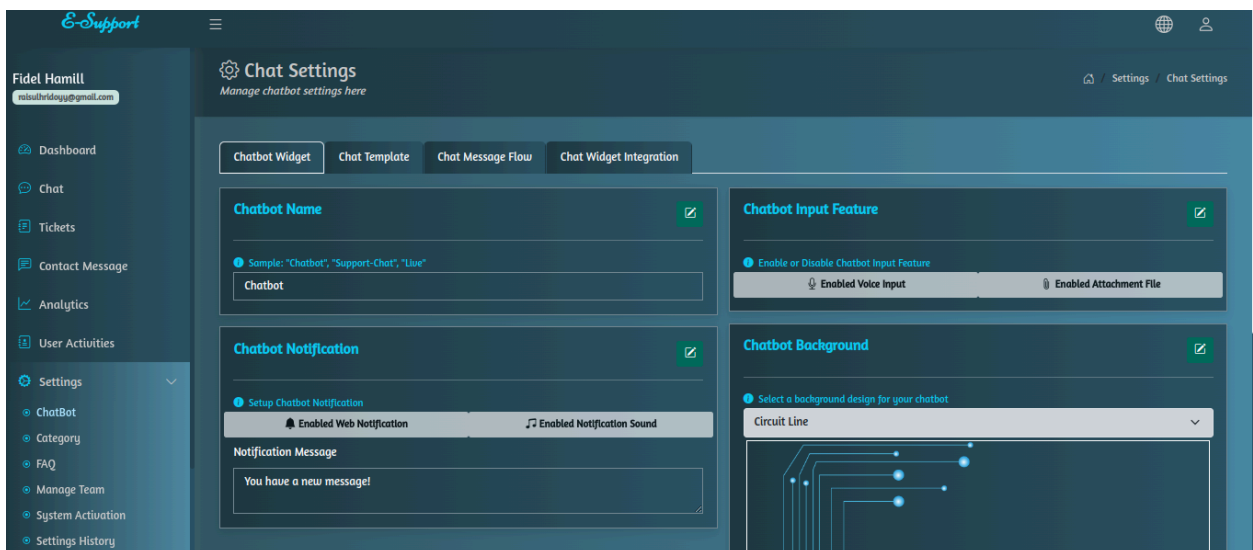 E-Support
Fidel Hamill
raisulhridoyy@gmail.com
Dashboard
Chat
Tickets
Contact Message
Analytics
User Activities
Settings
ChatBot
Category
FAQ
Manage Team
System Activation
Settings History
Chat Settings
Manage chatbot settings here
/ Settings / Chat Settings
Chatbot Widget
Chat Template
Chat Message Flow
Chat Widget Integration
Chatbot Name
Sample: "Chatbot", "Support-Chat", "Live"
Chatbot
Chatbot Notification
Setup Chatbot Notification
Enabled Web Notification
Enabled Notification Sound
Notification Message
You have a new message!
Chatbot Input Feature
Enable or Disable Chatbot Input Feature
Enabled Voice Input
Enabled Attachment File
Chatbot Background
Select a background design for your chatbot
Circuit Line